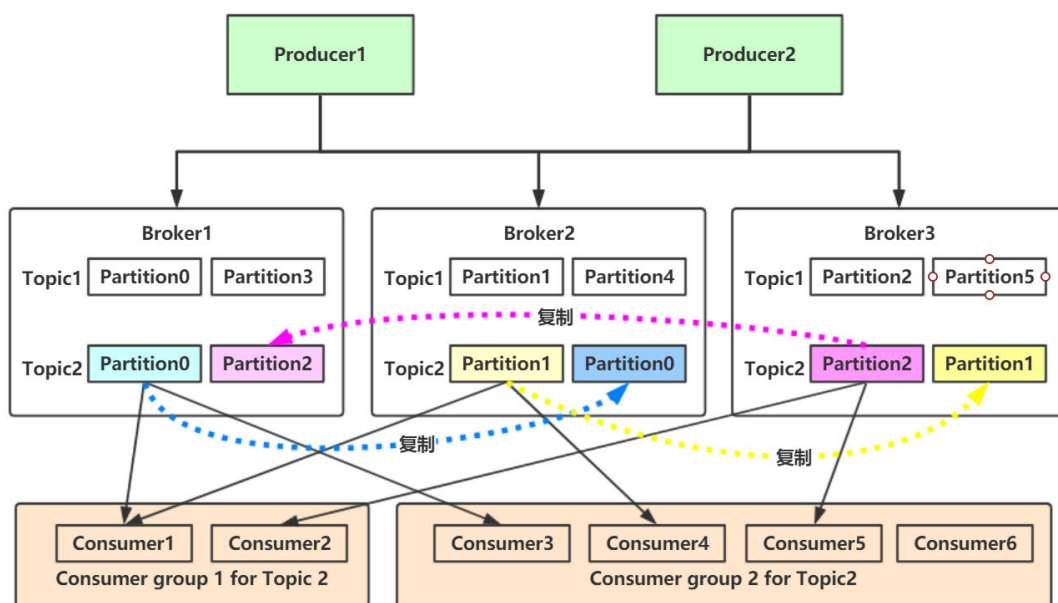 Producer1
Producer2
Broker1
Broker2
Broker3
Topic1 Partition0 Partition3
Topic1 Partition1 Partition4
Topic1 Partition2 Partition5
复制
Topic2 Partition0 Partition2
Topic2 Partition1 Partition0
Topic2 Partition2 Partition1
复制
复制
Consumer1 Consumer2
Consumer group 1 for Topic 2
Consumer3 Consumer4 Consumer5 Consumer6
Consumer group 2 for Topic2